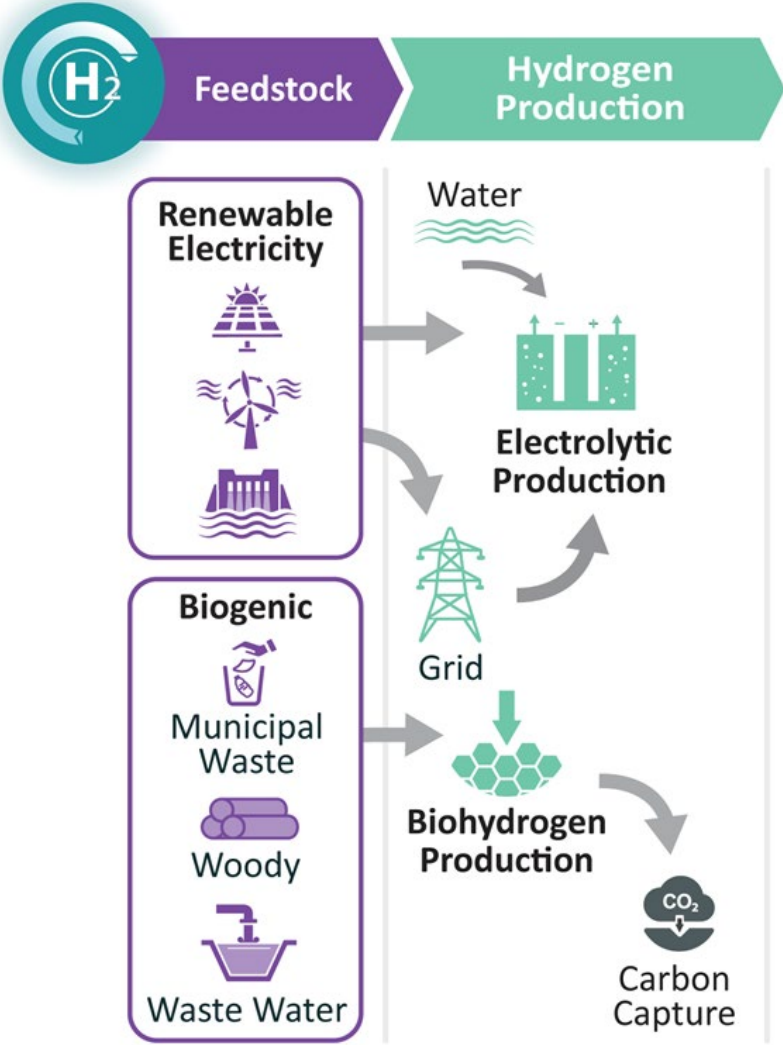 H2
Feedstock
Hydrogen
Production
Renewable
Electricity
Water
- +
Electrolytic
Production
Grid
Biogenic
Municipal
Waste
Woody
Waste Water
Biohydrogen
Production
CO₂
Carbon
Capture